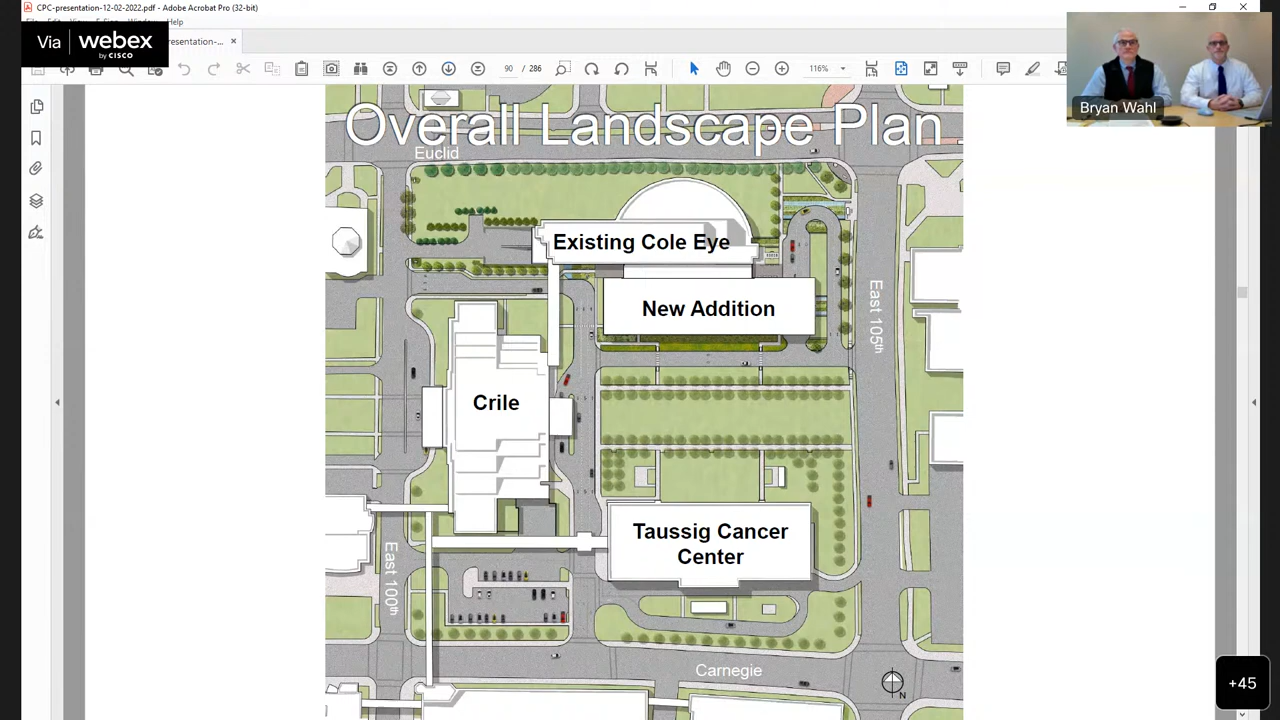 CPC-presentation-12-02-2022.pdf - Adobe Acrobat Pro (32-bit)
Via webex
by CISCO
resentation-...
/ 286
116%
Overall Landscape Plan
Euclid
Existing Cole Eye
New Addition
East 105th
Crile
Taussig Cancer
Center
East 100th
Carnegie
N
Bryan Wahl
+45